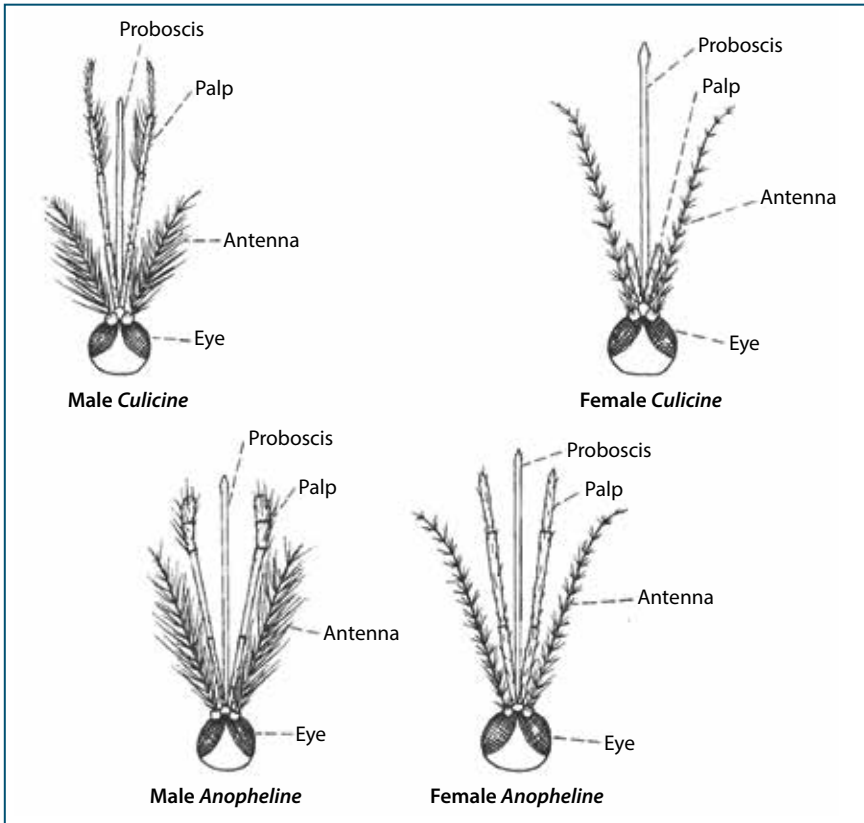 Proboscis
Palp
Antenna
Eye
Male Culicine
Proboscis
Palp
Antenna
Eye
Female Culicine
Proboscis
Palp
Antenna
Eye
Male Anopheline
Proboscis
Palp
Antenna
Eye
Female Anopheline